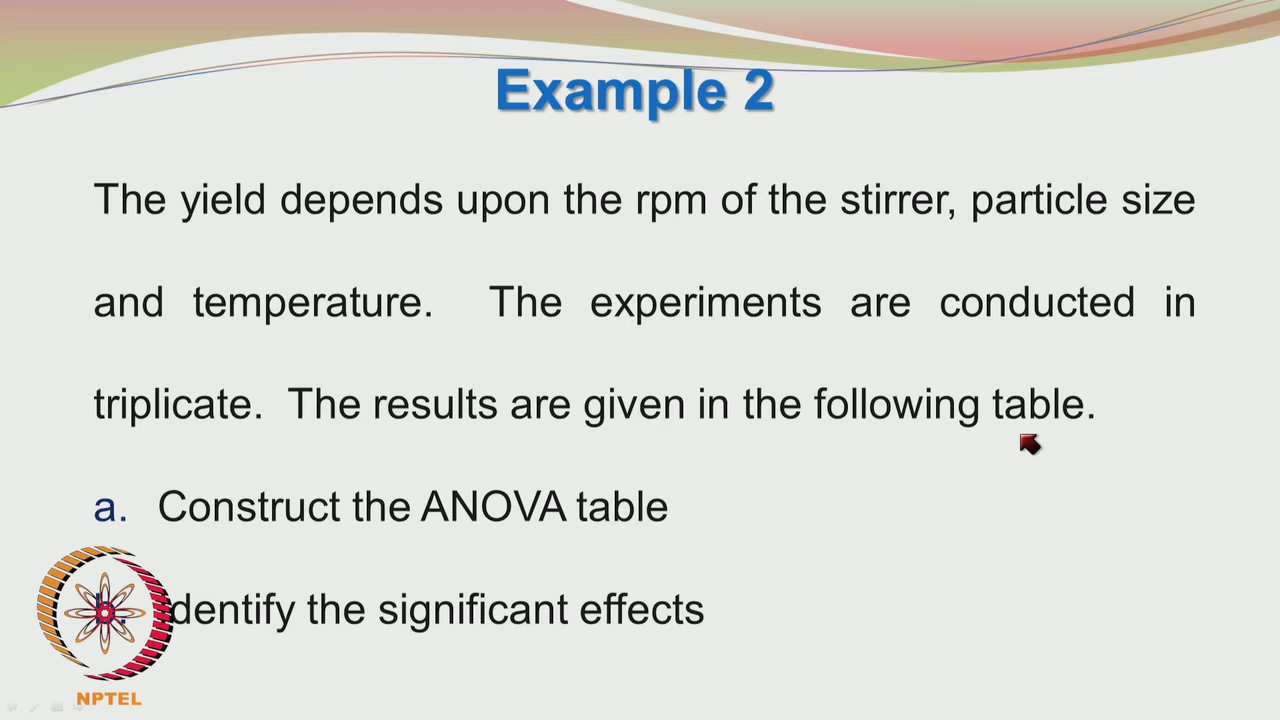 Example 2
The yield depends upon the rpm of the stirrer, particle size
and temperature. The experiments are conducted in
triplicate. The results are given in the following table.
a. Construct the ANOVA table
dentify the significant effects
NPTEL